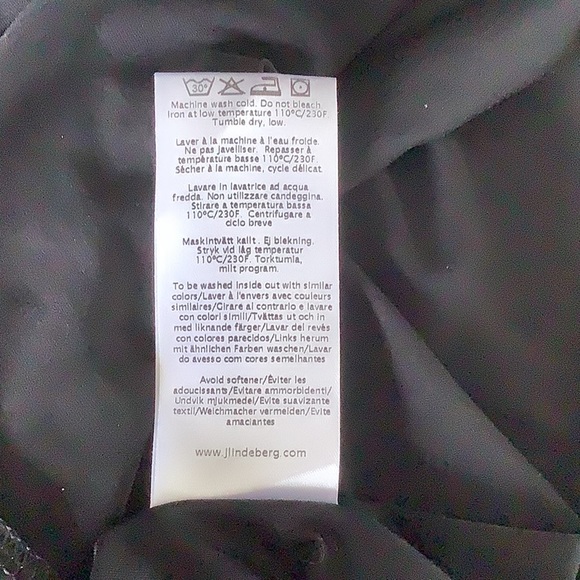 30°
Machine wash cold. Do not bleach
Iron at low temperature 110ºC/230F.
Tumble dry, low.
Laver à la machine à l'eau froide.
Ne pas javelliser. Repasser à
température basse 110ºC/230F.
Sècher à la machine, cycle délicat
Lavare in lavatrice ad acqua
fredda. Non utilizzare candeggina.
Stirare a temperatura bassa
110ºC/230F. Centrifugare a
ciclo breve
Maskintvätt kallt. Ej blekning.
Stryk vid låg temperatur
110ºC/230F. Torktumla,
milt program.
To be washed inside out with similar
colors/Laver à l'envers avec couleurs
similaires/Girare al contrario e lavare
con colori simili/Tvättas ut och in
med liknande färger/Lavar del revès
con colores parecidos/Links herum
mit ähnlichen Farben waschen/Lavar
do avesso com cores semelhantes
Avoid softener/Éviter les
adoucissants/Evitare ammorbidenti/
Undvik mjukmedel/Evite suavizante
textil/Weichmacher vermeiden/Evite
amaciantes
www.jlindeberg.com